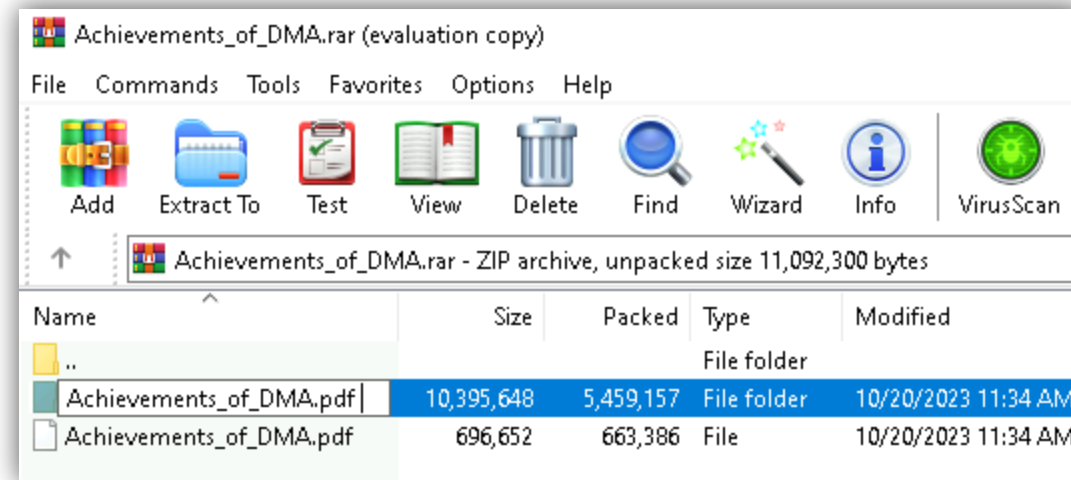 Achievements_of_DMA.rar (evaluation copy)
File Commands Tools Favorites Options Help
Add Extract To Test View Delete Find Wizard Info VirusScan
Achievements_of_DMA.rar - ZIP archive, unpacked size 11,092,300 bytes
Name Size Packed Type Modified
.. File folder
Achievements_of_DMA.pdf 10,395,648 5,459,157 File folder 10/20/2023 11:34 AM
Achievements_of_DMA.pdf 696,652 663,386 File 10/20/2023 11:34 AM